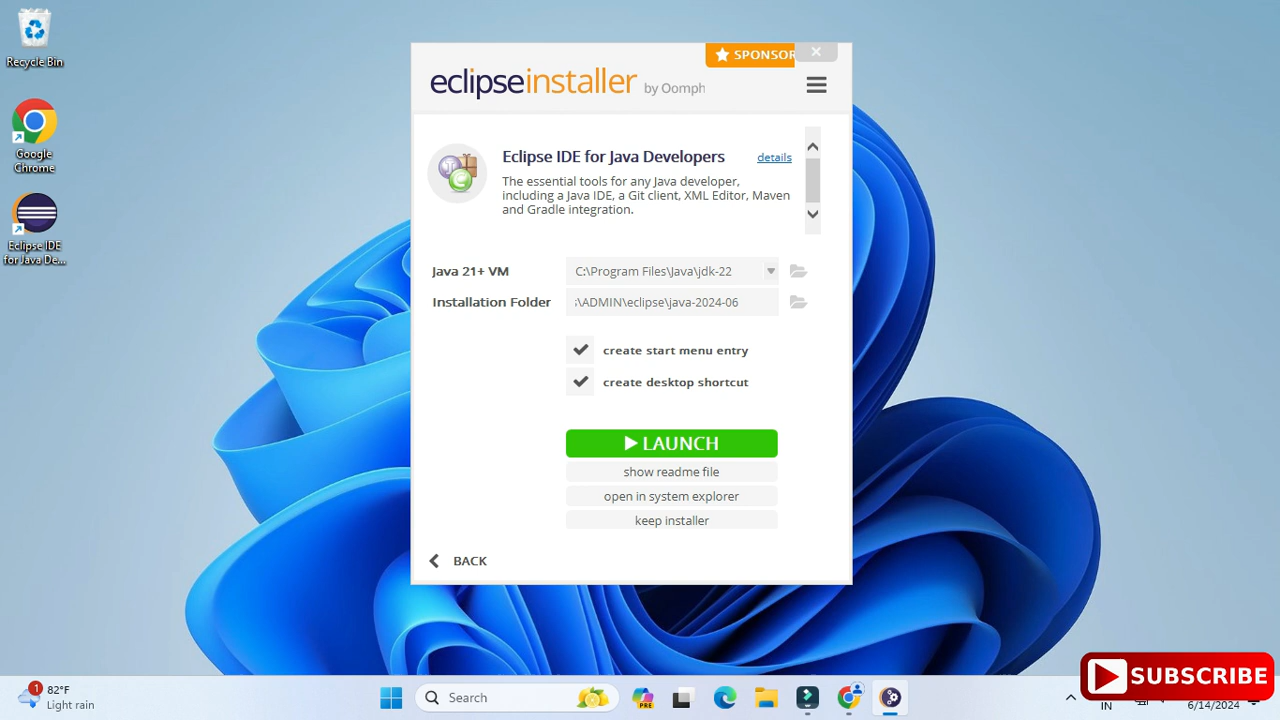 Recycle Bin
Google
Chrome
Eclipse IDE
for Java De...
SPONSOR
eclipseinstaller by Oomph
Eclipse IDE for Java Developers
details
The essential tools for any Java developer,
including a Java IDE, a Git client, XML Editor, Maven
and Gradle integration.
Java 21+ VM
C:\Program Files\Java\jdk-22
Installation Folder
\ADMIN\eclipse\java-2024-06
create start menu entry
create desktop shortcut
LAUNCH
show readme file
open in system explorer
keep installer
BACK
SUBSCRIBE
1
82°F
Light rain
Search
PRE
IN
6/14/2024